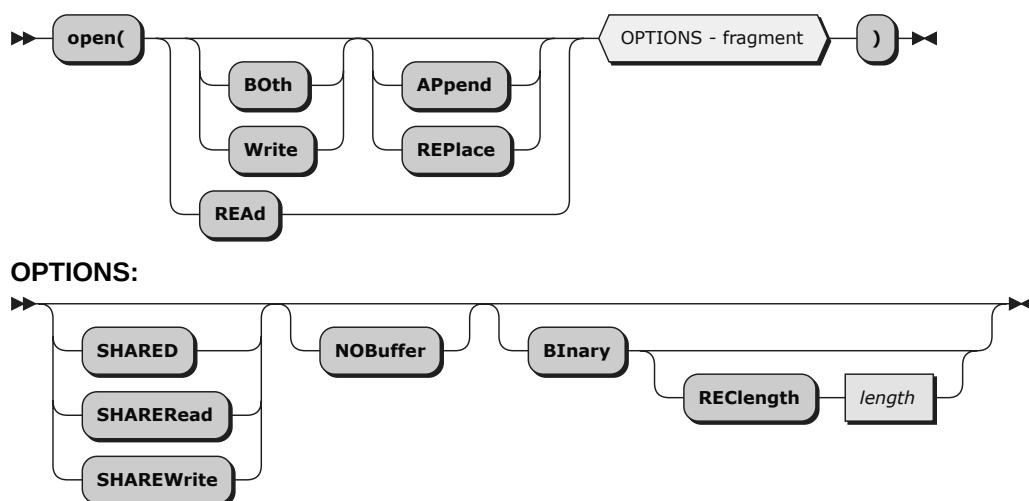 open( OPTIONS - fragment )
BOth APpend
Write REPlace
REAd
OPTIONS:
SHARED NOBuffer BInary
SHARERead REClength length
SHAREWrite